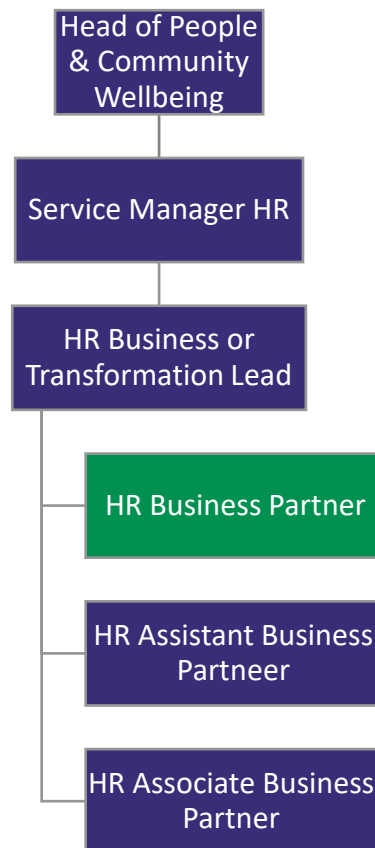 Head of People
& Community
Wellbeing
Service Manager HR
HR Business or
Transformation Lead
HR Business Partner
HR Assistant Business
Partneer
HR Associate Business
Partner